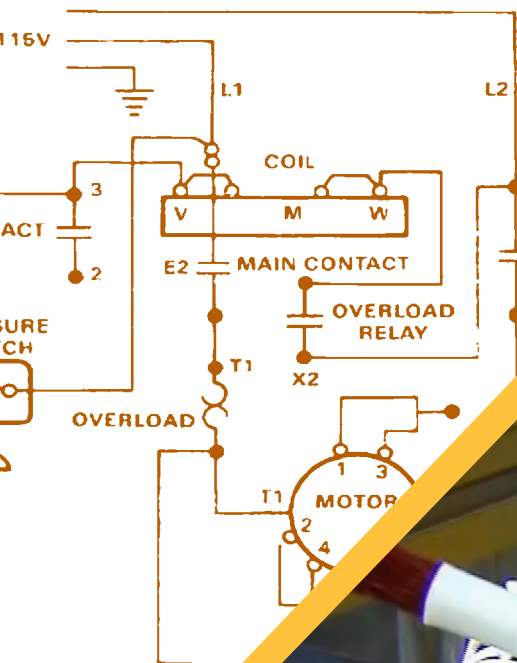 115V
L1
L2
COIL
3
V M W
ACT
E2 MAIN CONTACT
2
OVERLOAD
RELAY
SURE
TCH
T1
X2
OVERLOAD
1 3
T1
MOTOR
2
4